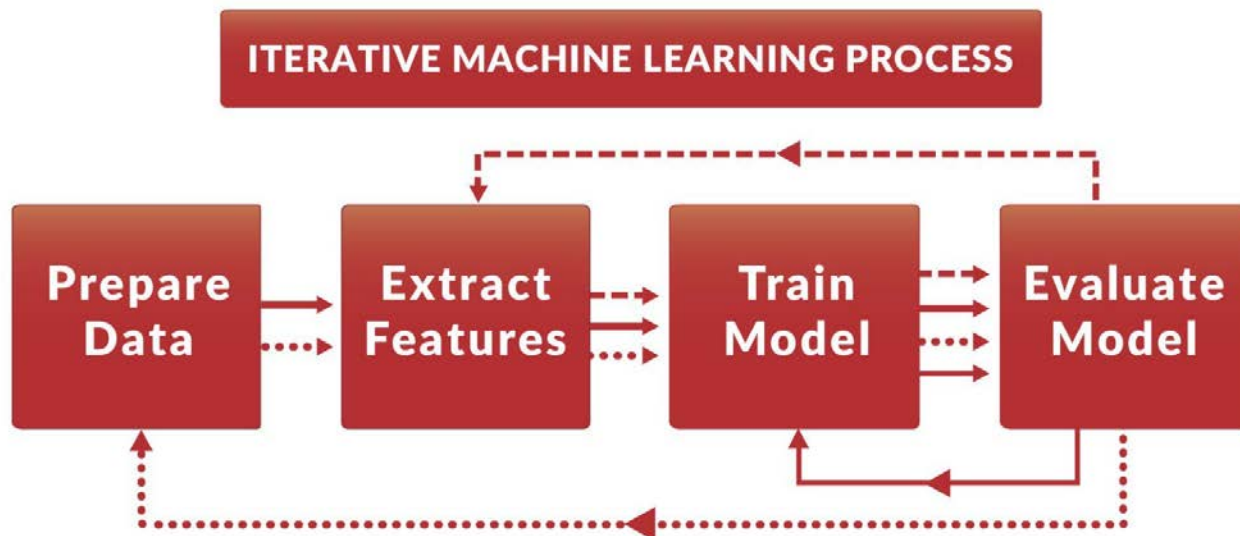 ITERATIVE MACHINE LEARNING PROCESS
Prepare
Data
Extract
Features
Train
Model
Evaluate
Model